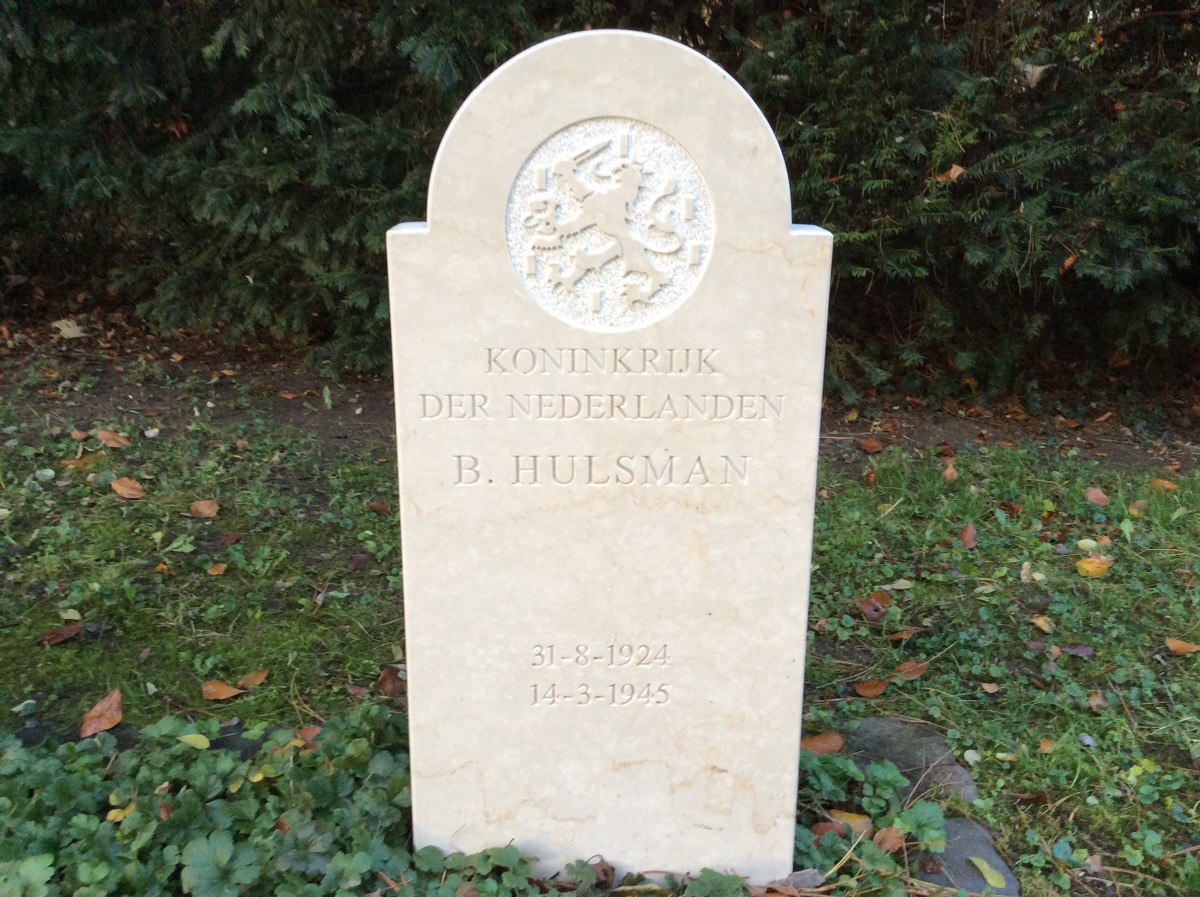 KONINKRIJK
DER NEDERLANDEN
B. HULSMAN
31-8-1924
14-3-1945